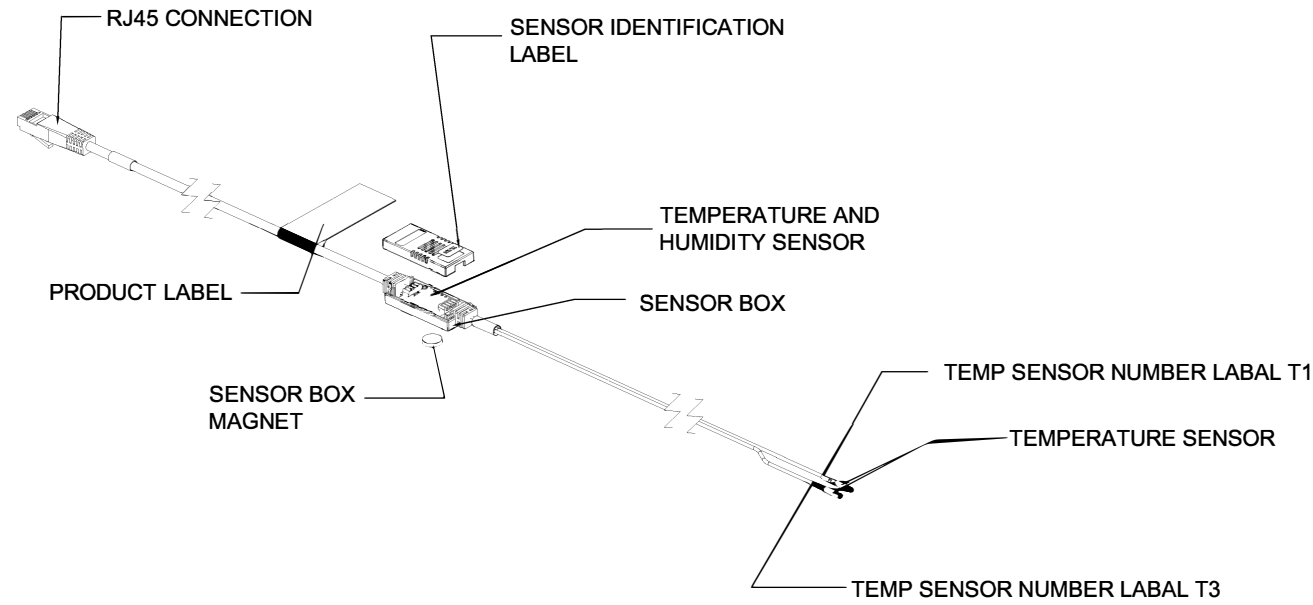 RJ45 CONNECTION
SENSOR IDENTIFICATION
LABEL
TEMPERATURE AND
HUMIDITY SENSOR
PRODUCT LABEL
SENSOR BOX
SENSOR BOX
MAGNET
TEMP SENSOR NUMBER LABAL T1
TEMPERATURE SENSOR
TEMP SENSOR NUMBER LABAL T3